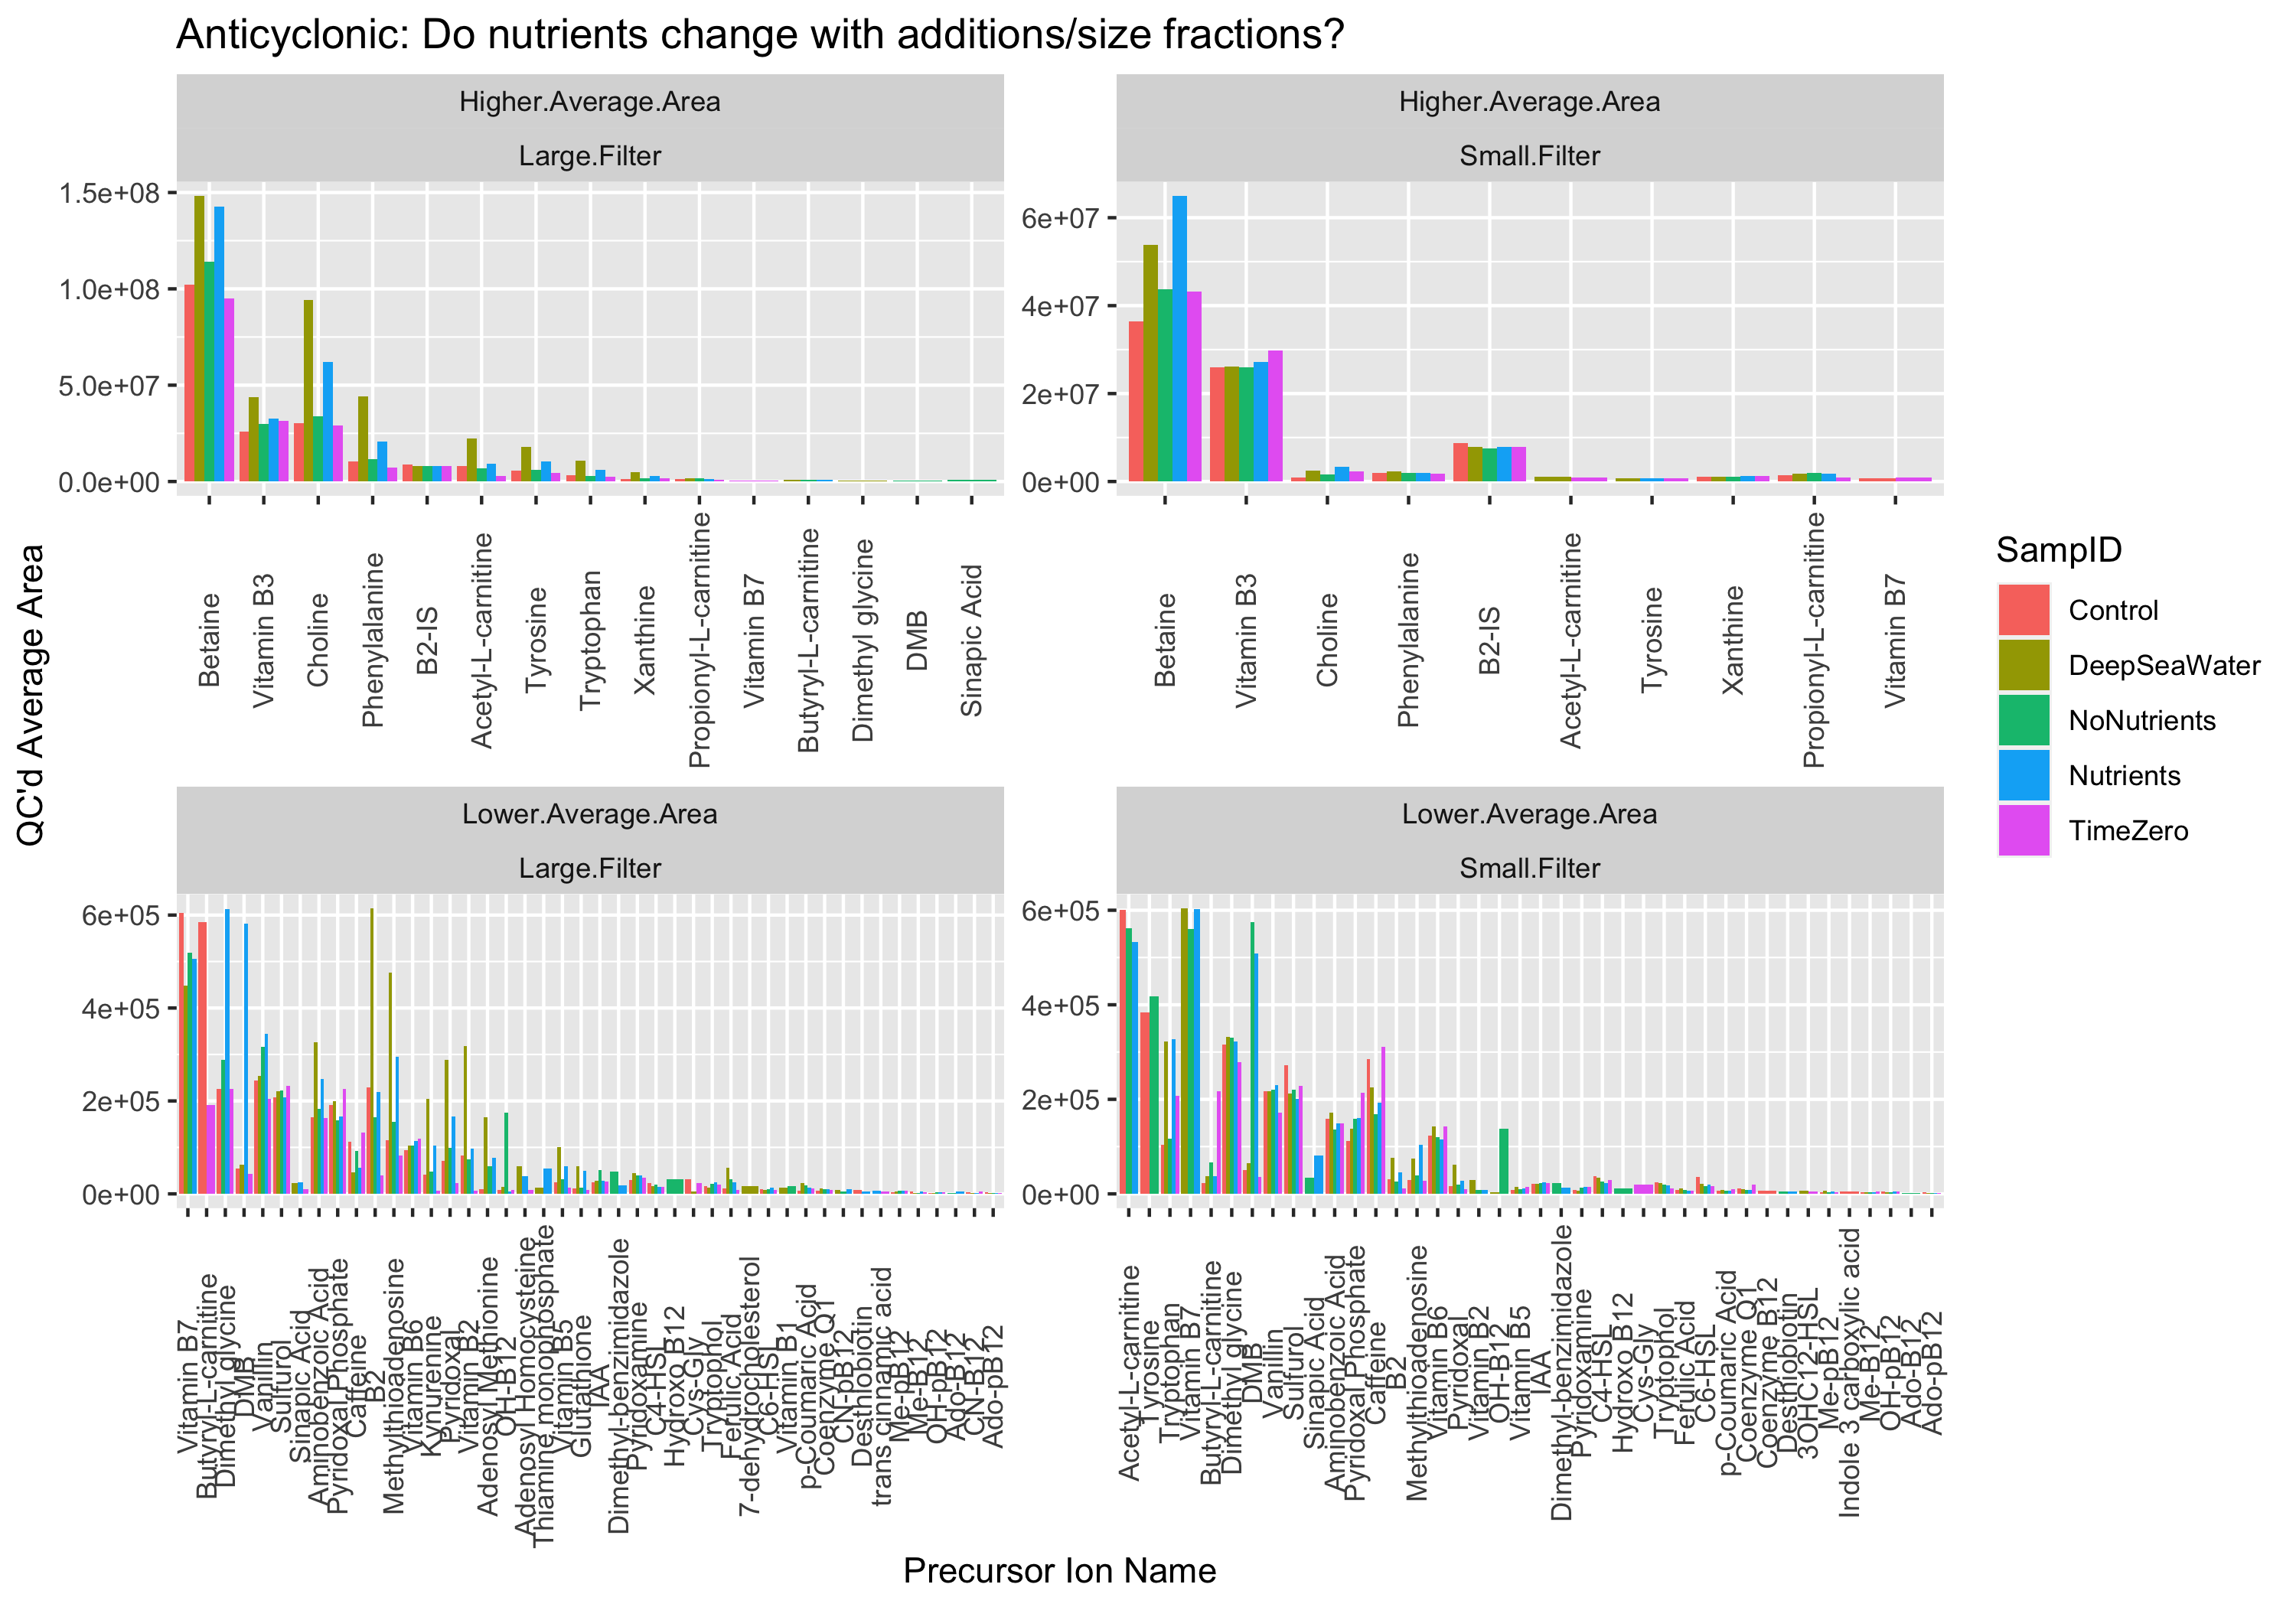 Anticyclonic: Do nutrients change with additions/size fractions?
QC'd Average Area
Higher.Average.Area
Large.Filter
1.5e+08
1.0e+08
5.0e+07
0.0e+00
Betaine
Vitamin B3
Choline
Phenylalanine
B2-IS
Acetyl-L-carnitine
Tyrosine
Tryptophan
Xanthine
Propionyl-L-carnitine
Vitamin B7
Butyryl-L-carnitine
Dimethyl glycine
DMB
Sinapic Acid
Higher.Average.Area
Small.Filter
6e+07
4e+07
2e+07
0e+00
Betaine
Vitamin B3
Choline
Phenylalanine
B2-IS
Acetyl-L-carnitine
Tyrosine
Xanthine
Propionyl-L-carnitine
Vitamin B7
Lower.Average.Area
Large.Filter
6e+05
4e+05
2e+05
0e+00
Vitamin B7
Butyryl-L-carnitine
Dimethyl glycine
DMB
Vanillin
Sulfurol
Sinapic Acid
Aminobenzoic Acid
Pyridoxal Phosphate
Caffeine
B2
Methylthioadenosine
Vitamin B6
Kynurenine
Pyridoxal
Vitamin B2
Adenosyl Methionine
OH-B12
Adenosyl Homocysteine
Thiamine monophosphate
Vitamin B5
Glutathione
IAA
Dimethyl-benzimidazole
Pyridoxamine
C4-HSL
Hydroxo B12
Cys-Gly
Tryptophol
Ferulic Acid
7-dehydrocholesterol
C6-HSL
Vitamin B1
p-Coumaric Acid
Coenzyme Q1
CN-pB12
Desthiobiotin
trans cinnamic acid
Me-pB12
Me-B12
OH-pB12
Ado-B12
CN-B12
Ado-pB12
Lower.Average.Area
Small.Filter
6e+05
4e+05
2e+05
0e+00
Acetyl-L-carnitine
Tyrosine
Tryptophan
Vitamin B7
Butyryl-L-carnitine
Dimethyl glycine
DMB
Vanillin
Sulfurol
Sinapic Acid
Aminobenzoic Acid
Pyridoxal Phosphate
Caffeine
B2
Methylthioadenosine
Vitamin B6
Pyridoxal
Vitamin B2
OH-B12
Vitamin B5
IAA
Dimethyl-benzimidazole
Pyridoxamine
C4-HSL
Hydroxo B12
Cys-Gly
Tryptophol
Ferulic Acid
C6-HSL
p-Coumaric Acid
Coenzyme Q1
Coenzyme B12
Desthiobiotin
3OHC12-HSL
Me-pB12
Indole 3 carboxylic acid
Me-B12
OH-pB12
Ado-B12
Ado-pB12
Precursor Ion Name
SampID
Control
DeepSeaWater
NoNutrients
Nutrients
TimeZero